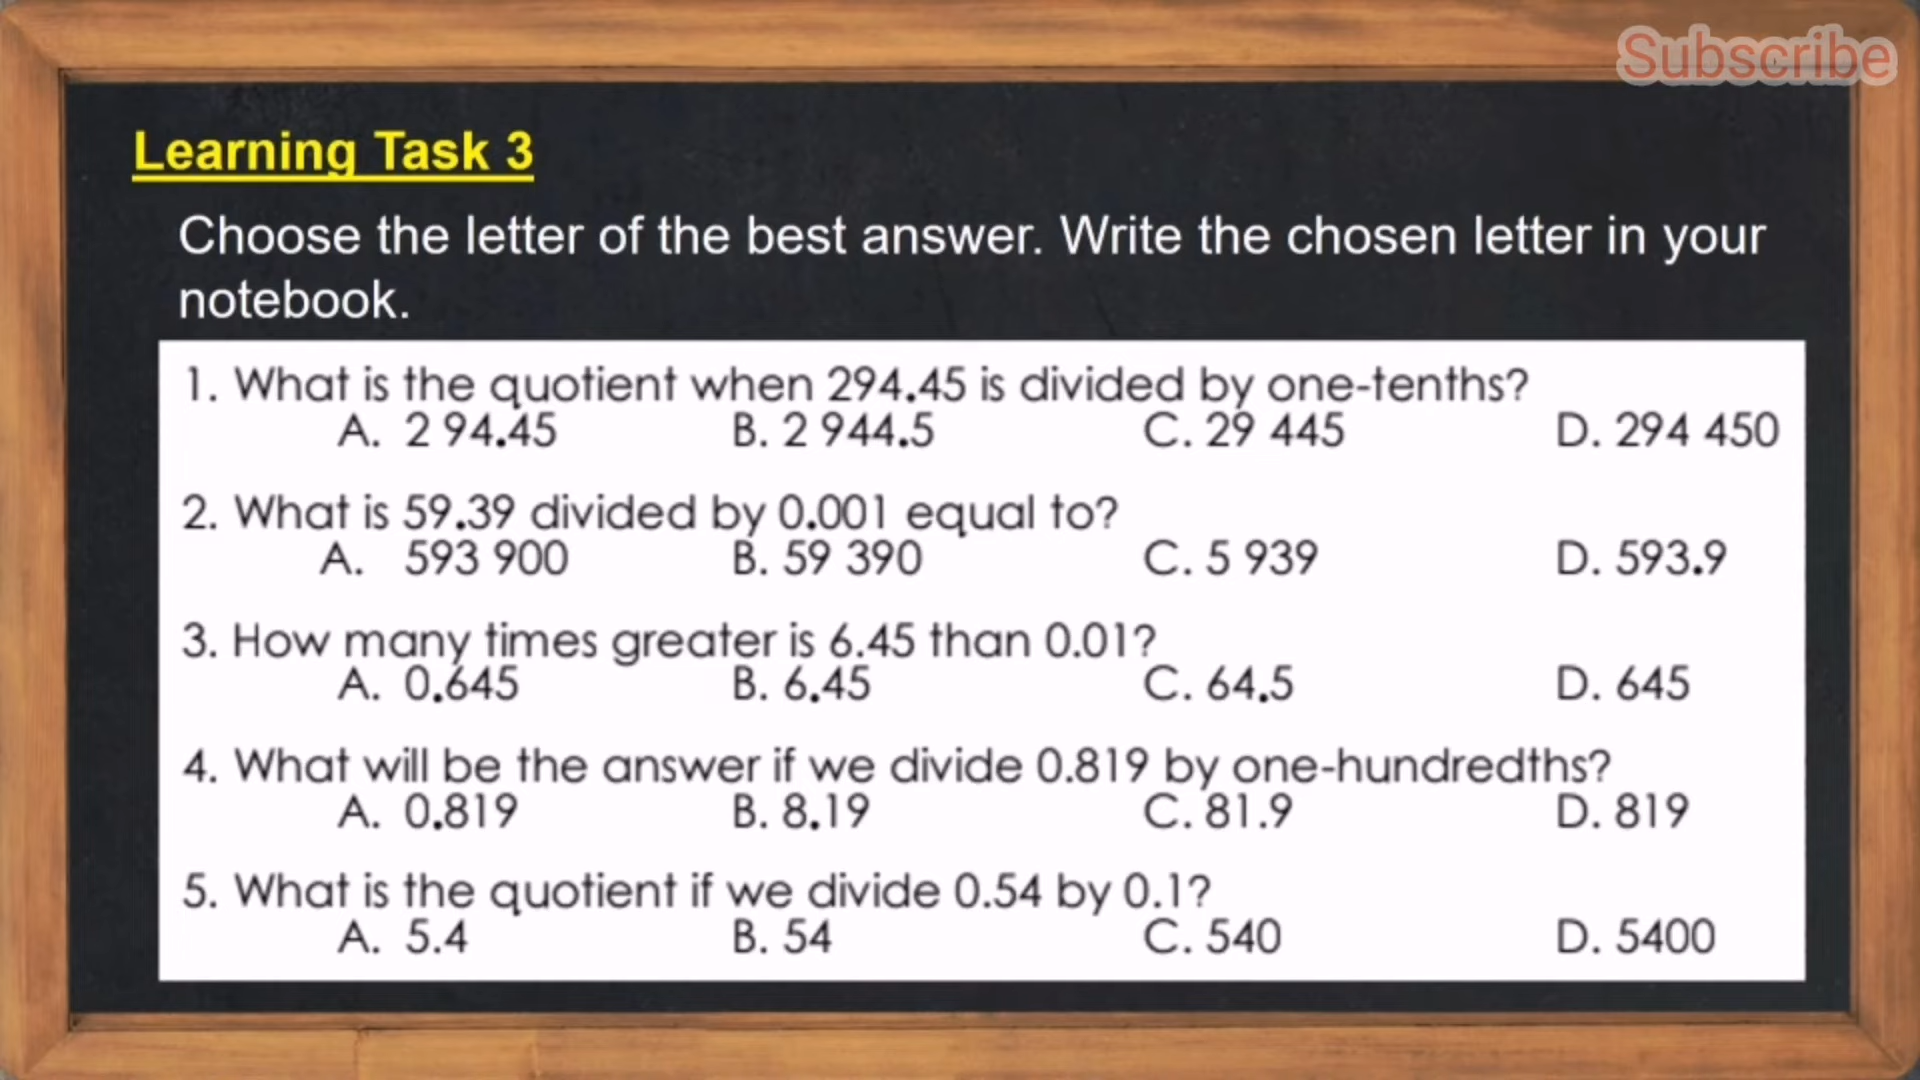 Subscribe
Learning Task 3
Choose the letter of the best answer. Write the chosen letter in your
notebook.
1. What is the quotient when 294.45 is divided by one-tenths?
A. 2 94.45 B. 2 944.5 C. 29 445 D. 294 450
2. What is 59.39 divided by 0.001 equal to?
A. 593 900 B. 59 390 C. 5 939 D. 593.9
3. How many times greater is 6.45 than 0.01?
A. 0.645 B. 6.45 C. 64.5 D. 645
4. What will be the answer if we divide 0.819 by one-hundredths?
A. 0.819 B. 8.19 C. 81.9 D. 819
5. What is the quotient if we divide 0.54 by 0.1?
A. 5.4 B. 54 C. 540 D. 5400